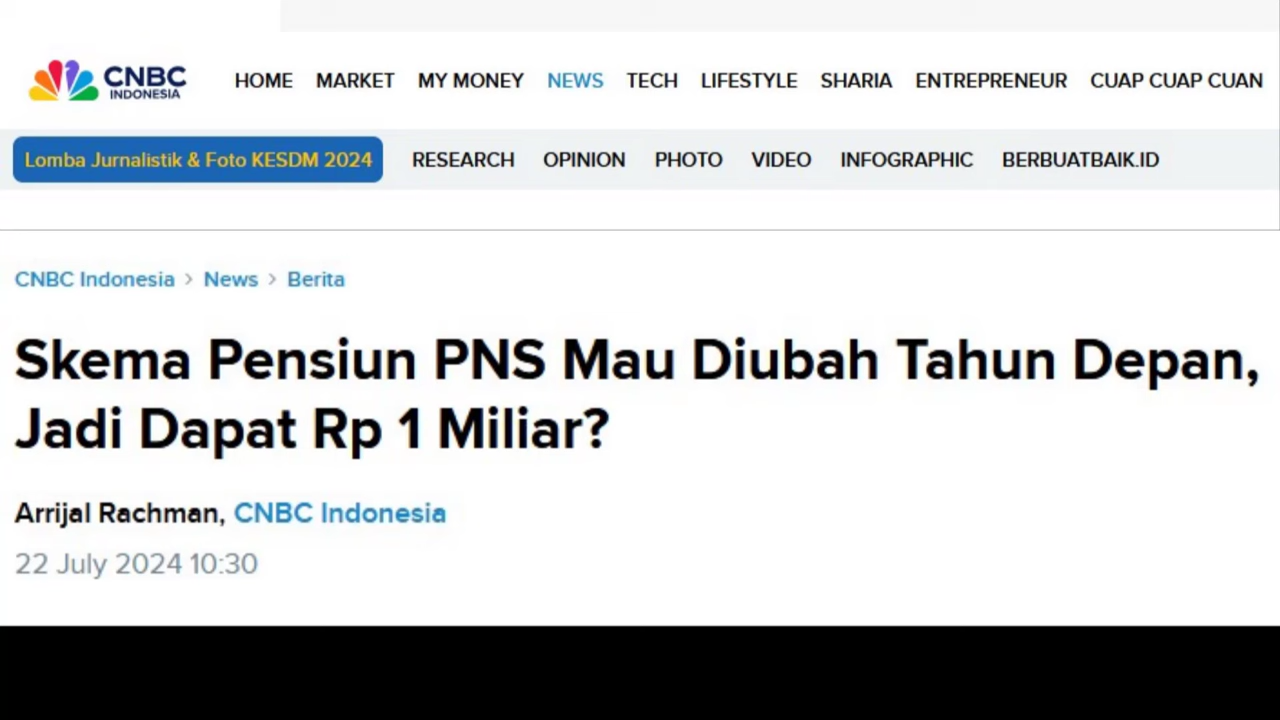 CNBC
INDONESIA
HOME MARKET MY MONEY NEWS TECH LIFESTYLE SHARIA ENTREPRENEUR CUAP CUAP CUAN
Lomba Jurnalistik & Foto KESDM 2024 RESEARCH OPINION PHOTO VIDEO INFOGRAPHIC BERBUATBAIK.ID
CNBC Indonesia > News > Berita
Skema Pensiun PNS Mau Diubah Tahun Depan,
Jadi Dapat Rp 1 Miliar?
Arrijal Rachman, CNBC Indonesia
22 July 2024 10:30